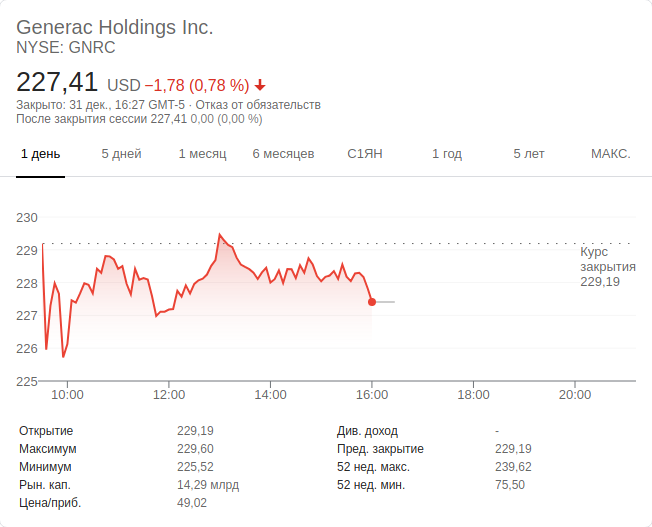 Generac Holdings Inc.
NYSE: GNRC
227,41 USD −1,78 (0,78 %)
Закрыто: 31 дек., 16:27 GMT-5 · Отказ от обязательств
После закрытия сессии 227,41 0,00 (0,00 %)
1 день 5 дней 1 месяц 6 месяцев С1ЯН 1 год 5 лет МАКС.
230
229
228
227
226
225
Курс
закрытия
229,19
10:00 12:00 14:00 16:00 18:00 20:00
Открытие 229,19 Див. доход -
Максимум 229,60 Пред. закрытие 229,19
Минимум 225,52 52 нед. макс. 239,62
Рын. кап. 14,29 млрд 52 нед. мин. 75,50
Цена/приб. 49,02